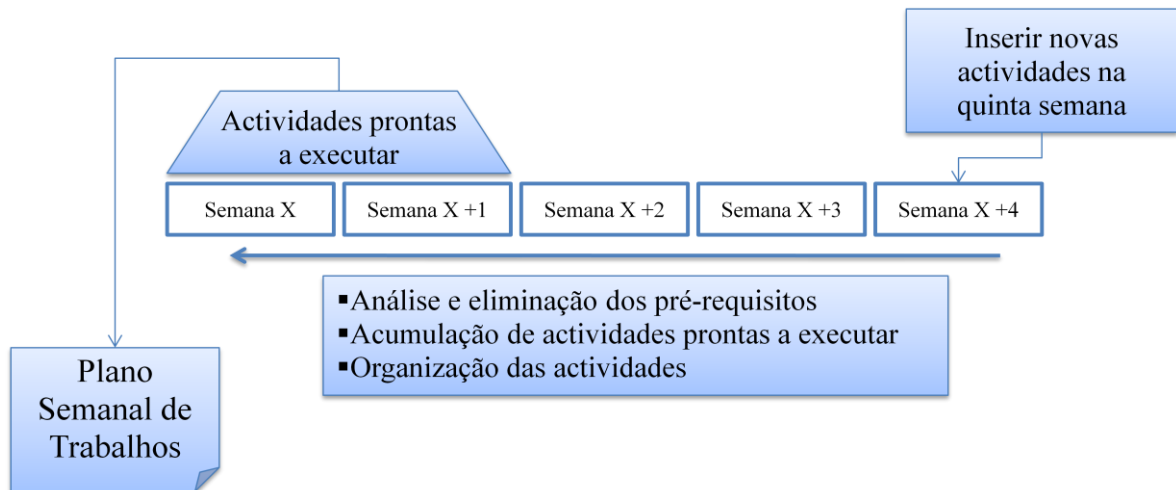 Inserir novas
actividades na
quinta semana
Actividades prontas
a executar
Semana X
Semana X +1
Semana X +2
Semana X +3
Semana X +4
▪Análise e eliminação dos pré-requisitos
▪Acumulação de actividades prontas a executar
▪Organização das actividades
Plano
Semanal de
Trabalhos